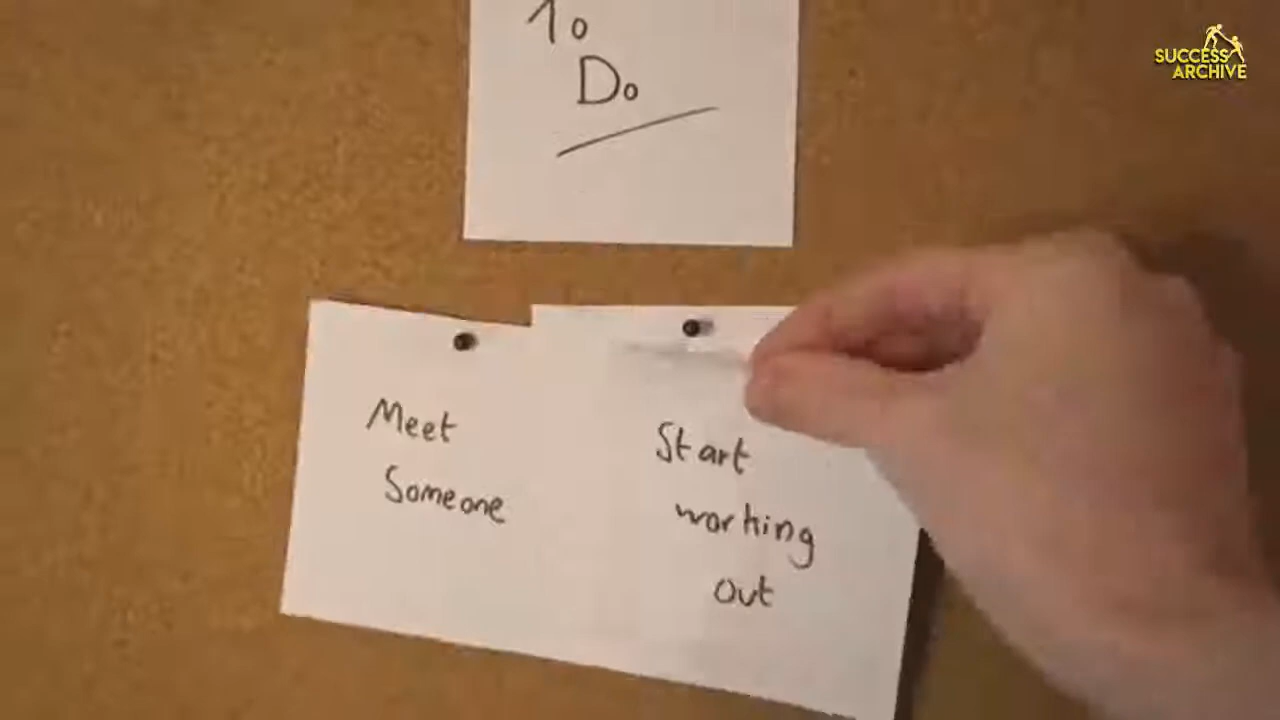 To
Do
SUCCESS
ARCHIVE
Meet
Someone
Start
working
Out